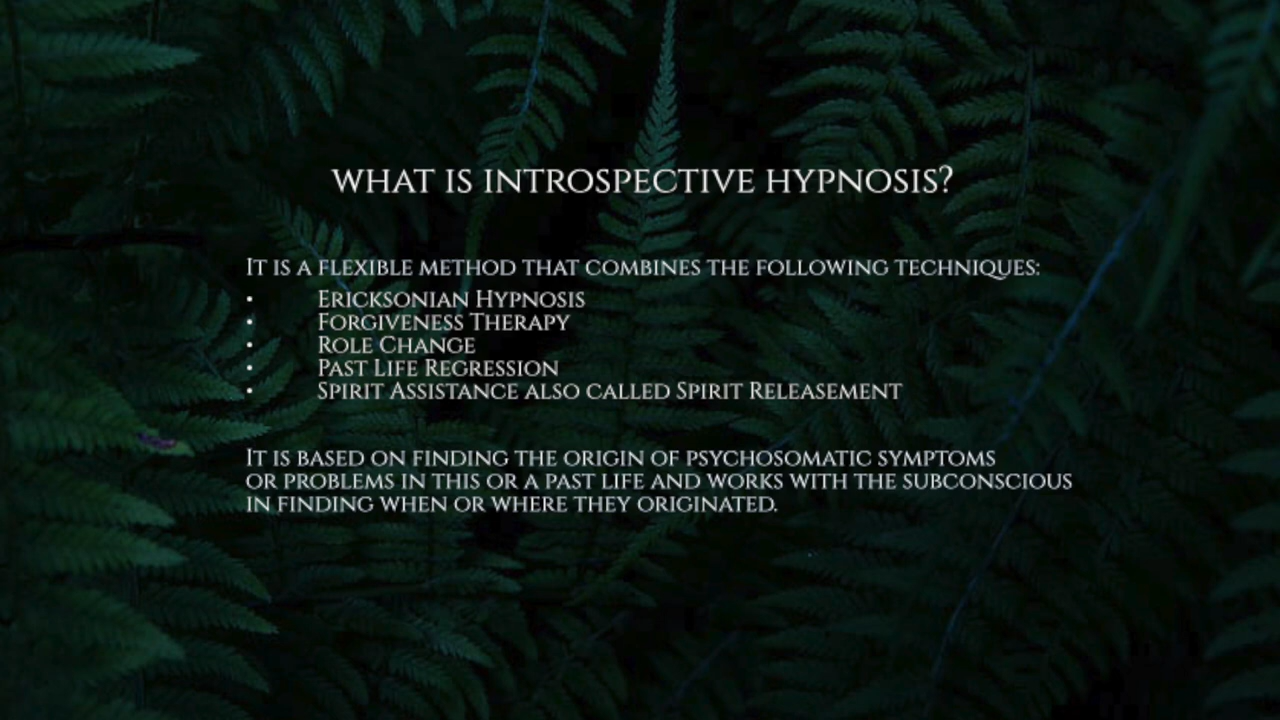 WHAT IS INTROSPECTIVE HYPNOSIS?
It is a flexible method that combines the following techniques:
• Ericksonian Hypnosis
• Forgiveness Therapy
• Role Change
• Past Life Regression
• Spirit Assistance also called Spirit Releasement
It is based on finding the origin of psychosomatic symptoms
or problems in this or a past life and works with the subconscious
in finding when or where they originated.